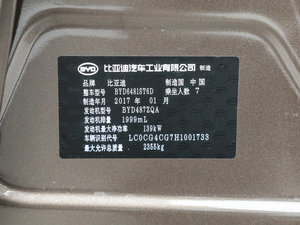 BYD 比亚迪汽车工业有限公司 制造
品牌 比亚迪 制造国 中国
整车型号 BYD6481ST6D 乘坐人数 7
制造年月 2017 年 01 月
发动机型号 BYD487ZQA
发动机排量 1999mL
发动机最大净功率 139kW
车辆识别代号 LC0CG4CG7H1001733
最大允许总质量 2355kg